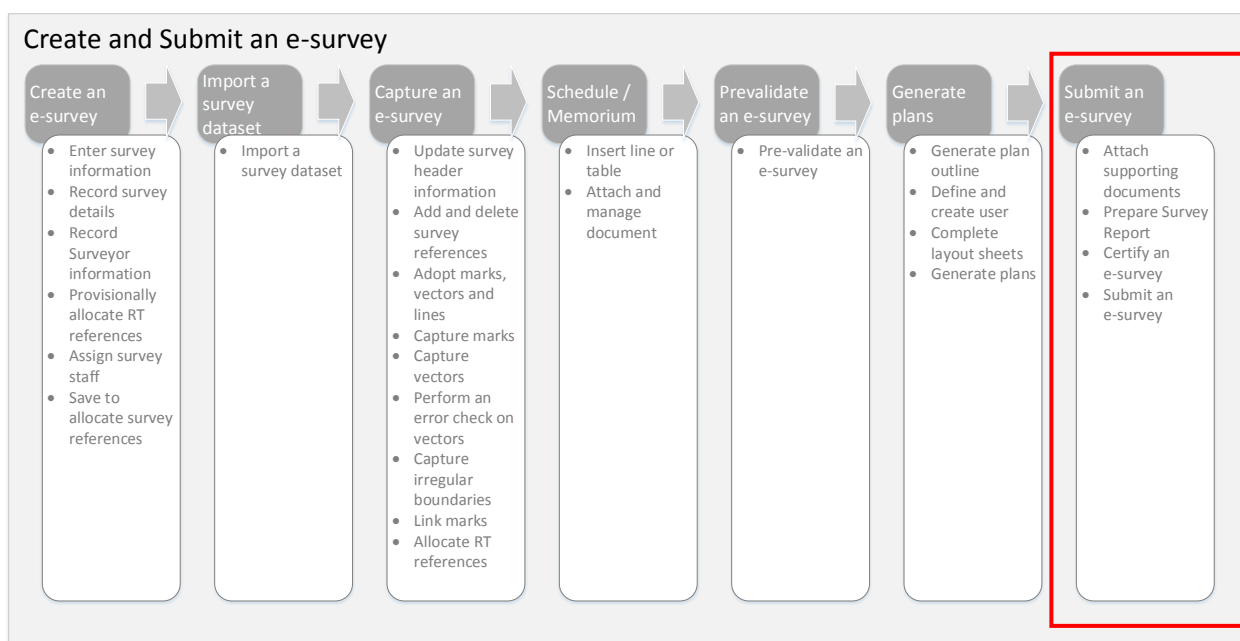 Create and Submit an e-survey
Create an
e-survey
• Enter survey
information
• Record survey
details
• Record
Surveyor
information
• Provisionally
allocate RT
references
• Assign survey
staff
• Save to
allocate survey
references
Import a
survey
dataset
• Import a
survey dataset
Capture an
e-survey
• Update survey
header
information
• Add and delete
survey
references
• Adopt marks,
vectors and
lines
• Capture marks
• Capture
vectors
• Perform an
error check on
vectors
• Capture
irregular
boundaries
• Link marks
• Allocate RT
references
Schedule /
Memorium
• Insert line or
table
• Attach and
manage
document
Prevalidate
an e-survey
• Pre-validate an
e-survey
Generate
plans
• Generate plan
outline
• Define and
create user
• Complete
layout sheets
• Generate plans
Submit an
e-survey
• Attach
supporting
documents
• Prepare Survey
Report
• Certify an
e-survey
• Submit an
e-survey